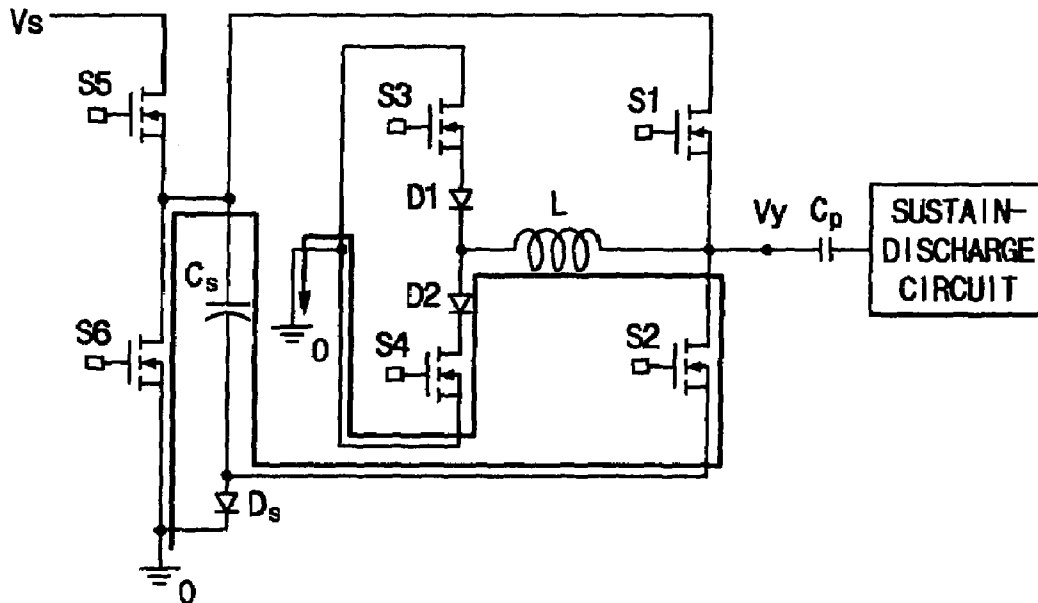 Vs
S5
S3
S1
D1
L
Vy
Cp
SUSTAIN-
DISCHARGE
CIRCUIT
Cs
D2
S6
0
S4
S2
Ds
0